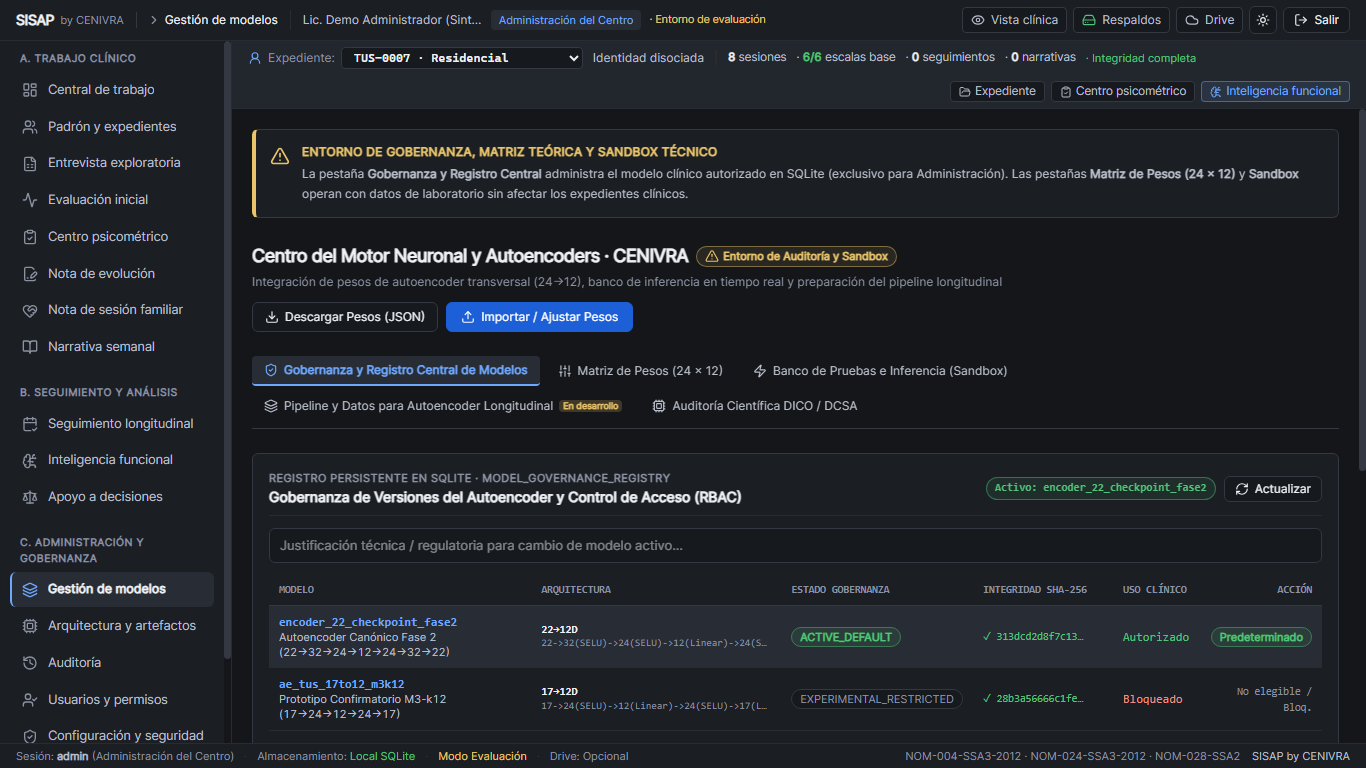 SISAP by CENIVRA
Gestión de modelos
Lic. Demo Administrador (Sint...
Administración del Centro
· Entorno de evaluación
Vista clínica
Respaldos
Drive
Salir
A. TRABAJO CLÍNICO
Central de trabajo
Padrón y expedientes
Entrevista exploratoria
Evaluación inicial
Centro psicométrico
Nota de evolución
Nota de sesión familiar
Narrativa semanal
B. SEGUIMIENTO Y ANÁLISIS
Seguimiento longitudinal
Inteligencia funcional
Apoyo a decisiones
C. ADMINISTRACIÓN Y
GOBERNANZA
Gestión de modelos
Arquitectura y artefactos
Auditoría
Usuarios y permisos
Configuración y seguridad
Expediente:
TUS-0007 · Residencial
Identidad disociada
8 sesiones · 6/6 escalas base · 0 seguimientos · 0 narrativas · Integridad completa
Expediente
Centro psicométrico
Inteligencia funcional
ENTORNO DE GOBERNANZA, MATRIZ TEÓRICA Y SANDBOX TÉCNICO
La pestaña Gobernanza y Registro Central administra el modelo clínico autorizado en SQLite (exclusivo para Administración). Las pestañas Matriz de Pesos (24 × 12) y Sandbox
operan con datos de laboratorio sin afectar los expedientes clínicos.
Centro del Motor Neuronal y Autoencoders · CENIVRA
Entorno de Auditoría y Sandbox
Integración de pesos de autoencoder transversal (24→12), banco de inferencia en tiempo real y preparación del pipeline longitudinal
Descargar Pesos (JSON)
Importar / Ajustar Pesos
Gobernanza y Registro Central de Modelos
Matriz de Pesos (24 × 12)
Banco de Pruebas e Inferencia (Sandbox)
Pipeline y Datos para Autoencoder Longitudinal
En desarrollo
Auditoría Científica DICO / DCSA
REGISTRO PERSISTENTE EN SQLITE · MODEL_GOVERNANCE_REGISTRY
Gobernanza de Versiones del Autoencoder y Control de Acceso (RBAC)
Activo: encoder_22_checkpoint_fase2
Actualizar
Justificación técnica / regulatoria para cambio de modelo activo...
MODELO
ARQUITECTURA
ESTADO GOBERNANZA
INTEGRIDAD SHA-256
USO CLÍNICO
ACCIÓN
encoder_22_checkpoint_fase2
Autoencoder Canónico Fase 2
(22→32→24→12→24→32→22)
22→12D
22->32(SELU)->24(SELU)->12(Linear)->24(S…
ACTIVE_DEFAULT
✓ 313dcd2d8f7c13…
Autorizado
Predeterminado
ae_tus_17to12_m3k12
Prototipo Confirmatorio M3-k12
(17→24→12→24→17)
17→12D
17->24(SELU)->12(Linear)->24(SELU)->17(L…
EXPERIMENTAL_RESTRICTED
✓ 28b3a56666c1fe…
Bloqueado
No elegible /
Bloq.
Sesión: admin (Administración del Centro) · Almacenamiento: Local SQLite · Modo Evaluación · Drive: Opcional
NOM-004-SSA3-2012 · NOM-024-SSA3-2012 · NOM-028-SSA2 SISAP by CENIVRA